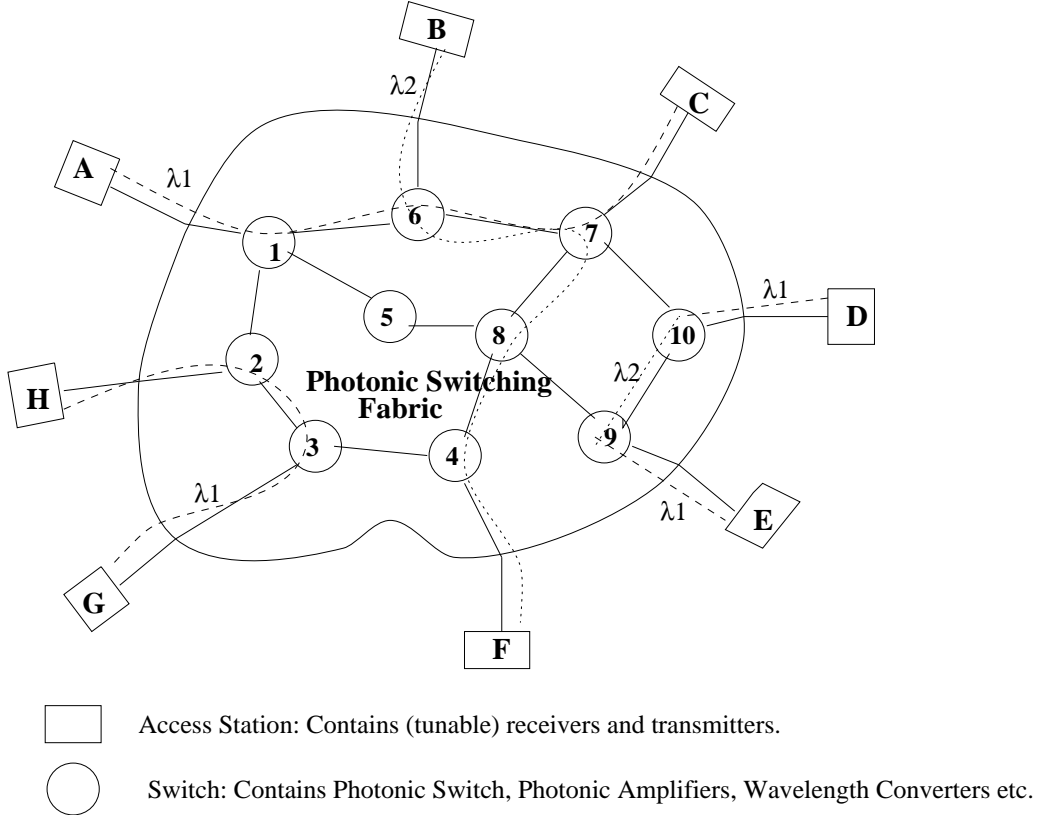 B
λ2
C
A
λ1
6
7
1
λ1
D
5
8
10
2
Photonic Switching
Fabric
λ2
H
3
4
9
λ1
λ1
E
G
F
Access Station: Contains (tunable) receivers and transmitters.
Switch: Contains Photonic Switch, Photonic Amplifiers, Wavelength Converters etc.